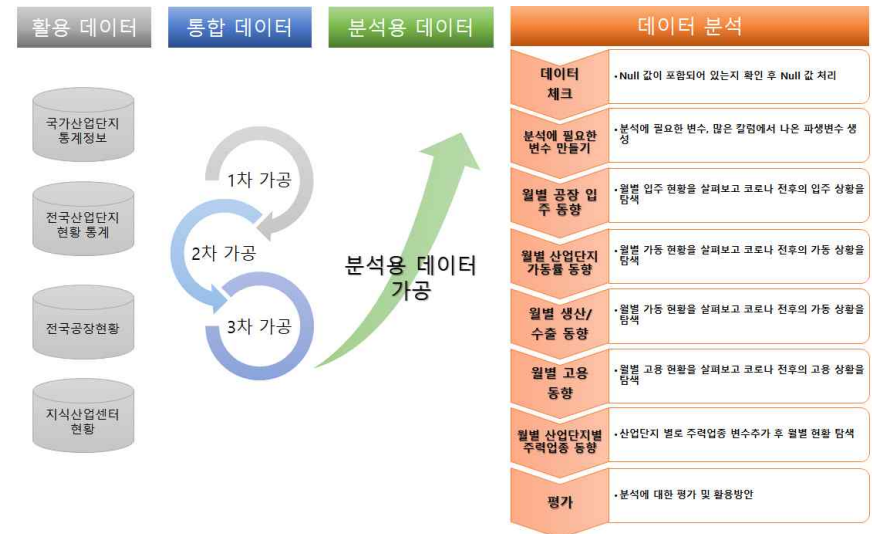 활용 데이터
통합 데이터
분석용 데이터
데이터 분석
국가산업단지
통계정보
전국산업단지
현황 통계
전국공장현황
지식산업센터
현황
1차 가공
2차 가공
3차 가공
분석용 데이터
가공
데이터
체크
•Null 값이 포함되어 있는지 확인 후 Null 값 처리
분석에 필요한
변수 만들기
•분석에 필요한 변수, 많은 칼럼에서 나온 파생변수 생
성
월별 공장 입
주 동향
•월별 입주 현황을 살펴보고 코로나 전후의 입주 상황을
탐색
월별 산업단지
가동률 동향
•월별 가동 현황을 살펴보고 코로나 전후의 가동 상황을
탐색
월별 생산/
수출 동향
•월별 가동 현황을 살펴보고 코로나 전후의 가동 상황을
탐색
월별 고용
동향
•월별 고용 현황을 살펴보고 코로나 전후의 고용 상황을
탐색
월별 산업단지별
주력업종 동향
•산업단지 별로 주력업종 변수추가 후 월별 현황 탐색
평가
•분석에 대한 평가 및 활용방안